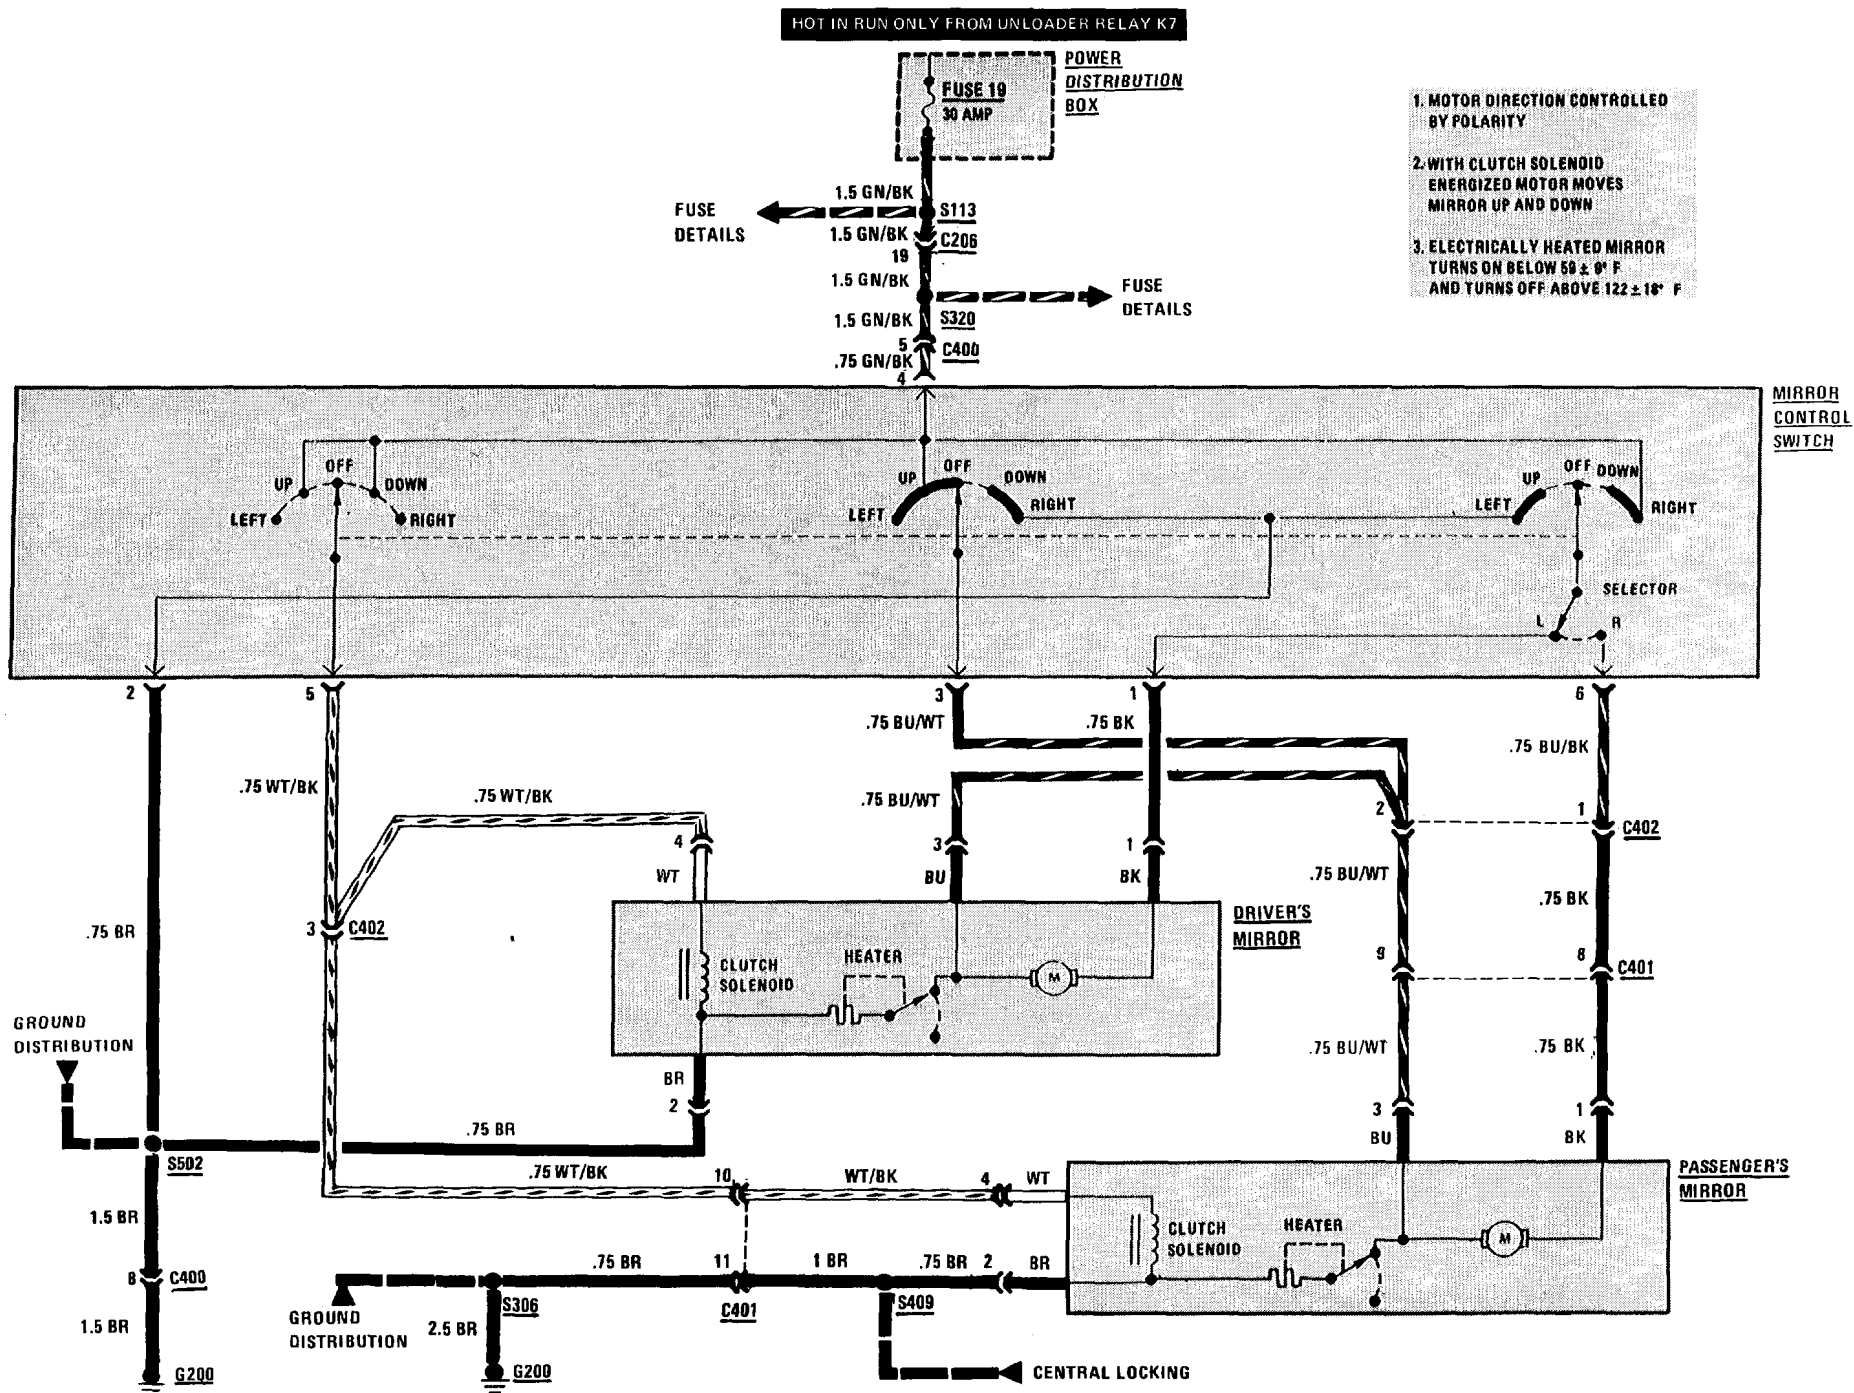 HOT IN RUN ONLY FROM UNLOADER RELAY K7
POWER
DISTRIBUTION
BOX
FUSE 19
30 AMP
1. MOTOR DIRECTION CONTROLLED
BY POLARITY
2. WITH CLUTCH SOLENOID
ENERGIZED MOTOR MOVES
MIRROR UP AND DOWN
3. ELECTRICALLY HEATED MIRROR
TURNS ON BELOW 59 ± 9° F
AND TURNS OFF ABOVE 122 ± 18° F
1.5 GN/BK
FUSE
DETAILS
S113
1.5 GN/BK
C206
19
1.5 GN/BK
FUSE
DETAILS
1.5 GN/BK
S320
5
C400
.75 GN/BK
4
MIRROR
CONTROL
SWITCH
UP
OFF
DOWN
LEFT
RIGHT
UP
OFF
DOWN
LEFT
RIGHT
UP
OFF
DOWN
LEFT
RIGHT
SELECTOR
L
R
2
5
3
1
6
.75 BU/WT
.75 BK
.75 BU/BK
.75 WT/BK
.75 WT/BK
.75 BU/WT
2
1
C402
4
3
1
WT
BU
BK
.75 BU/WT
.75 BK
.75 BR
3
C402
DRIVER'S
MIRROR
CLUTCH
SOLENOID
HEATER
M
9
8
C401
GROUND
DISTRIBUTION
.75 BU/WT
.75 BK
BR
2
3
1
.75 BR
BU
BK
S502
.75 WT/BK
10
WT/BK
4
WT
PASSENGER'S
MIRROR
1.5 BR
CLUTCH
SOLENOID
HEATER
M
8
C400
.75 BR
11
1 BR
.75 BR
2
BR
S306
C401
S409
GROUND
DISTRIBUTION
1.5 BR
2.5 BR
G200
G200
CENTRAL LOCKING